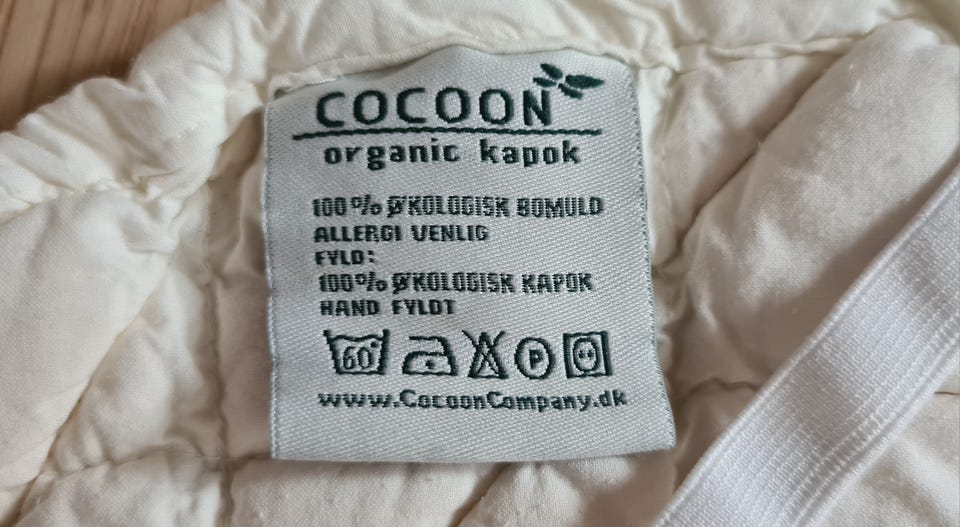 COCOON
organic kapok
100% ØKOLOGISK BOMULD
ALLERGI VENLIG
FYLD:
100% ØKOLOGISK KAPOK
HAND FYLDT
60° P
www.CocoonCompany.dk